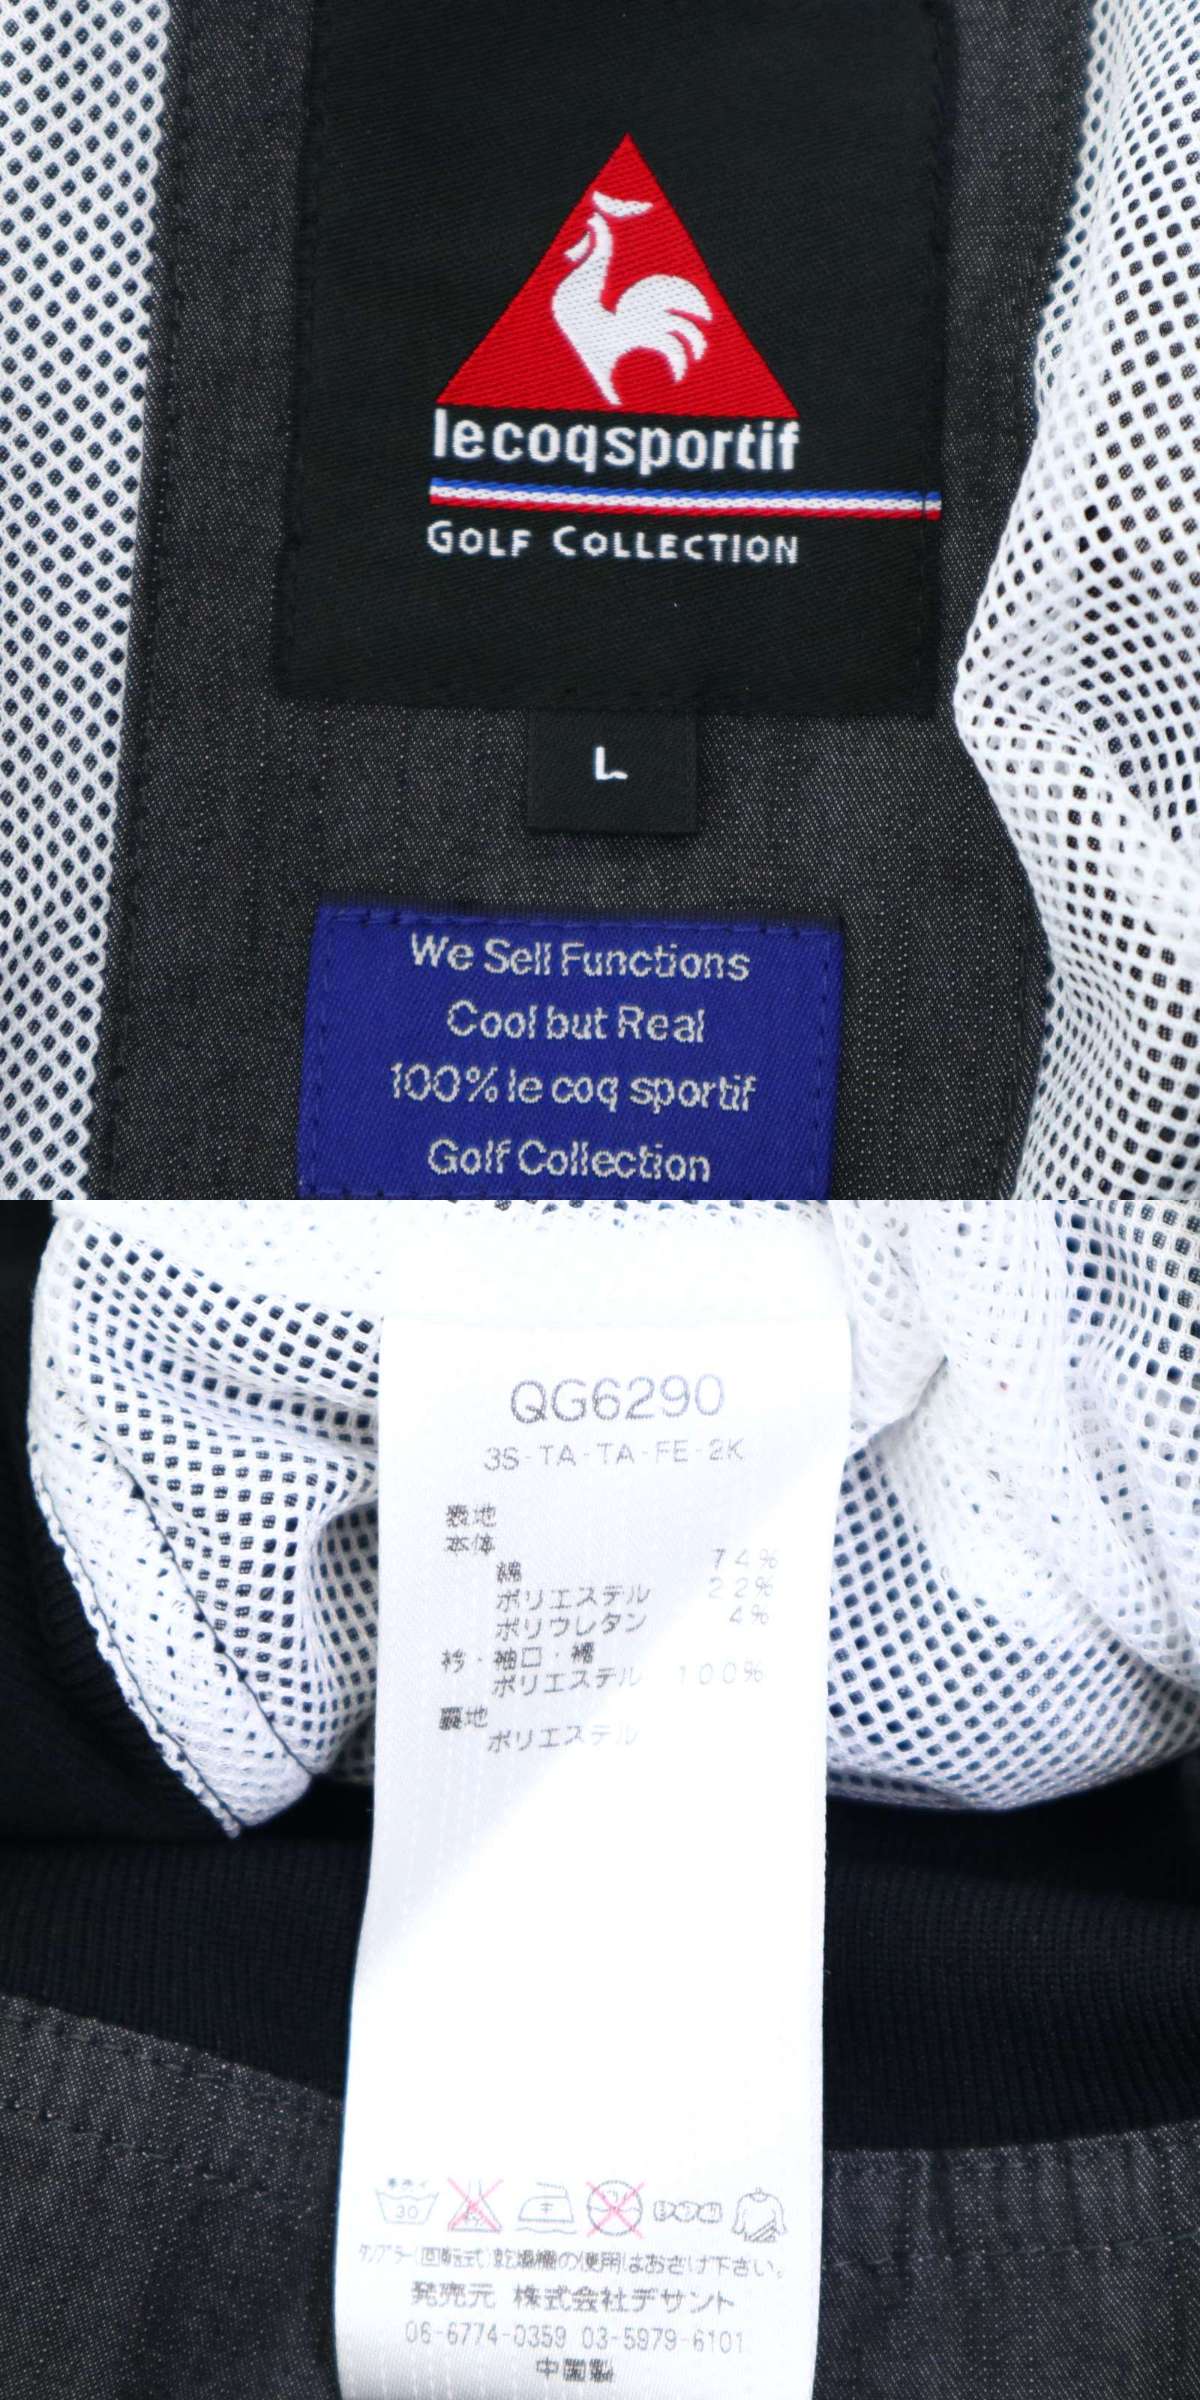 lecoqsportif
GOLF COLLECTION
L
We Sell Functions
Cool but Real
100% le coq sportif
Golf Collection
QG6290
3S-TA-TA-FE-2K
表地
本体
綿 74%
ポリエステル 22%
ポリウレタン 4%
衿・袖口・裾
ポリエステル 100%
裏地
ポリエステル
30
タンブラー(回転式)乾燥機の使用はおさけ下さい。
発売元 株式会社デサント
06-6774-0359 03-5979-6101
中国製